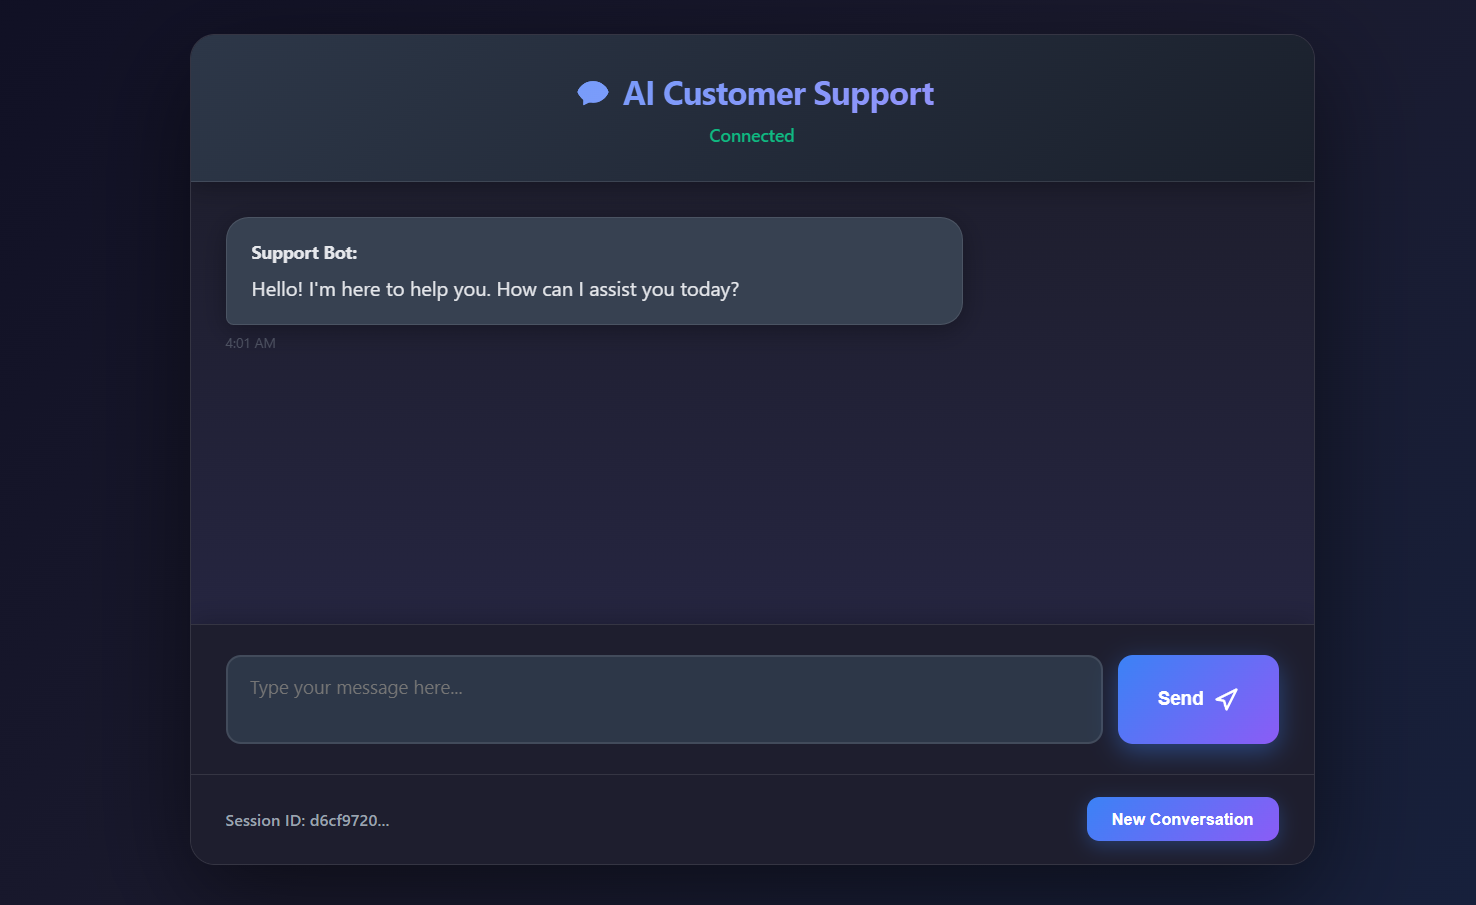 AI Customer Support
Connected
Support Bot:
Hello! I'm here to help you. How can I assist you today?
4:01 AM
Type your message here...
Send
Session ID: d6cf9720...
New Conversation